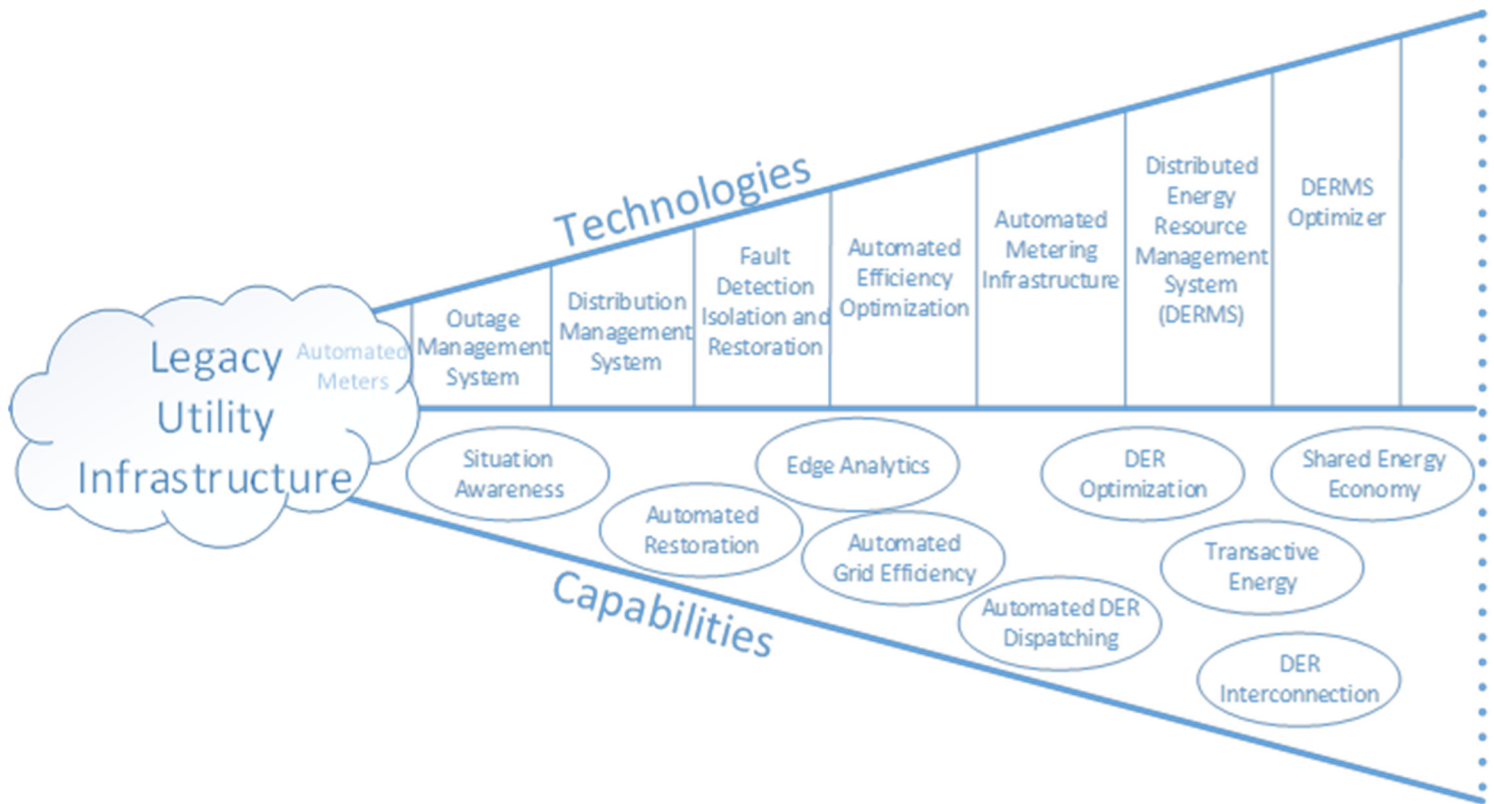 Technologies
Legacy
Utility
Infrastructure
Automated
Meters
Outage
Management
System
Distribution
Management
System
Fault
Detection
Isolation and
Restoration
Automated
Efficiency
Optimization
Automated
Metering
Infrastructure
Distributed
Energy
Resource
Management
System
(DERMS)
DERMS
Optimizer
Situation
Awareness
Automated
Restoration
Edge Analytics
Automated
Grid Efficiency
Automated DER
Dispatching
DER
Optimization
Transactive
Energy
Shared Energy
Economy
DER
Interconnection
Capabilities